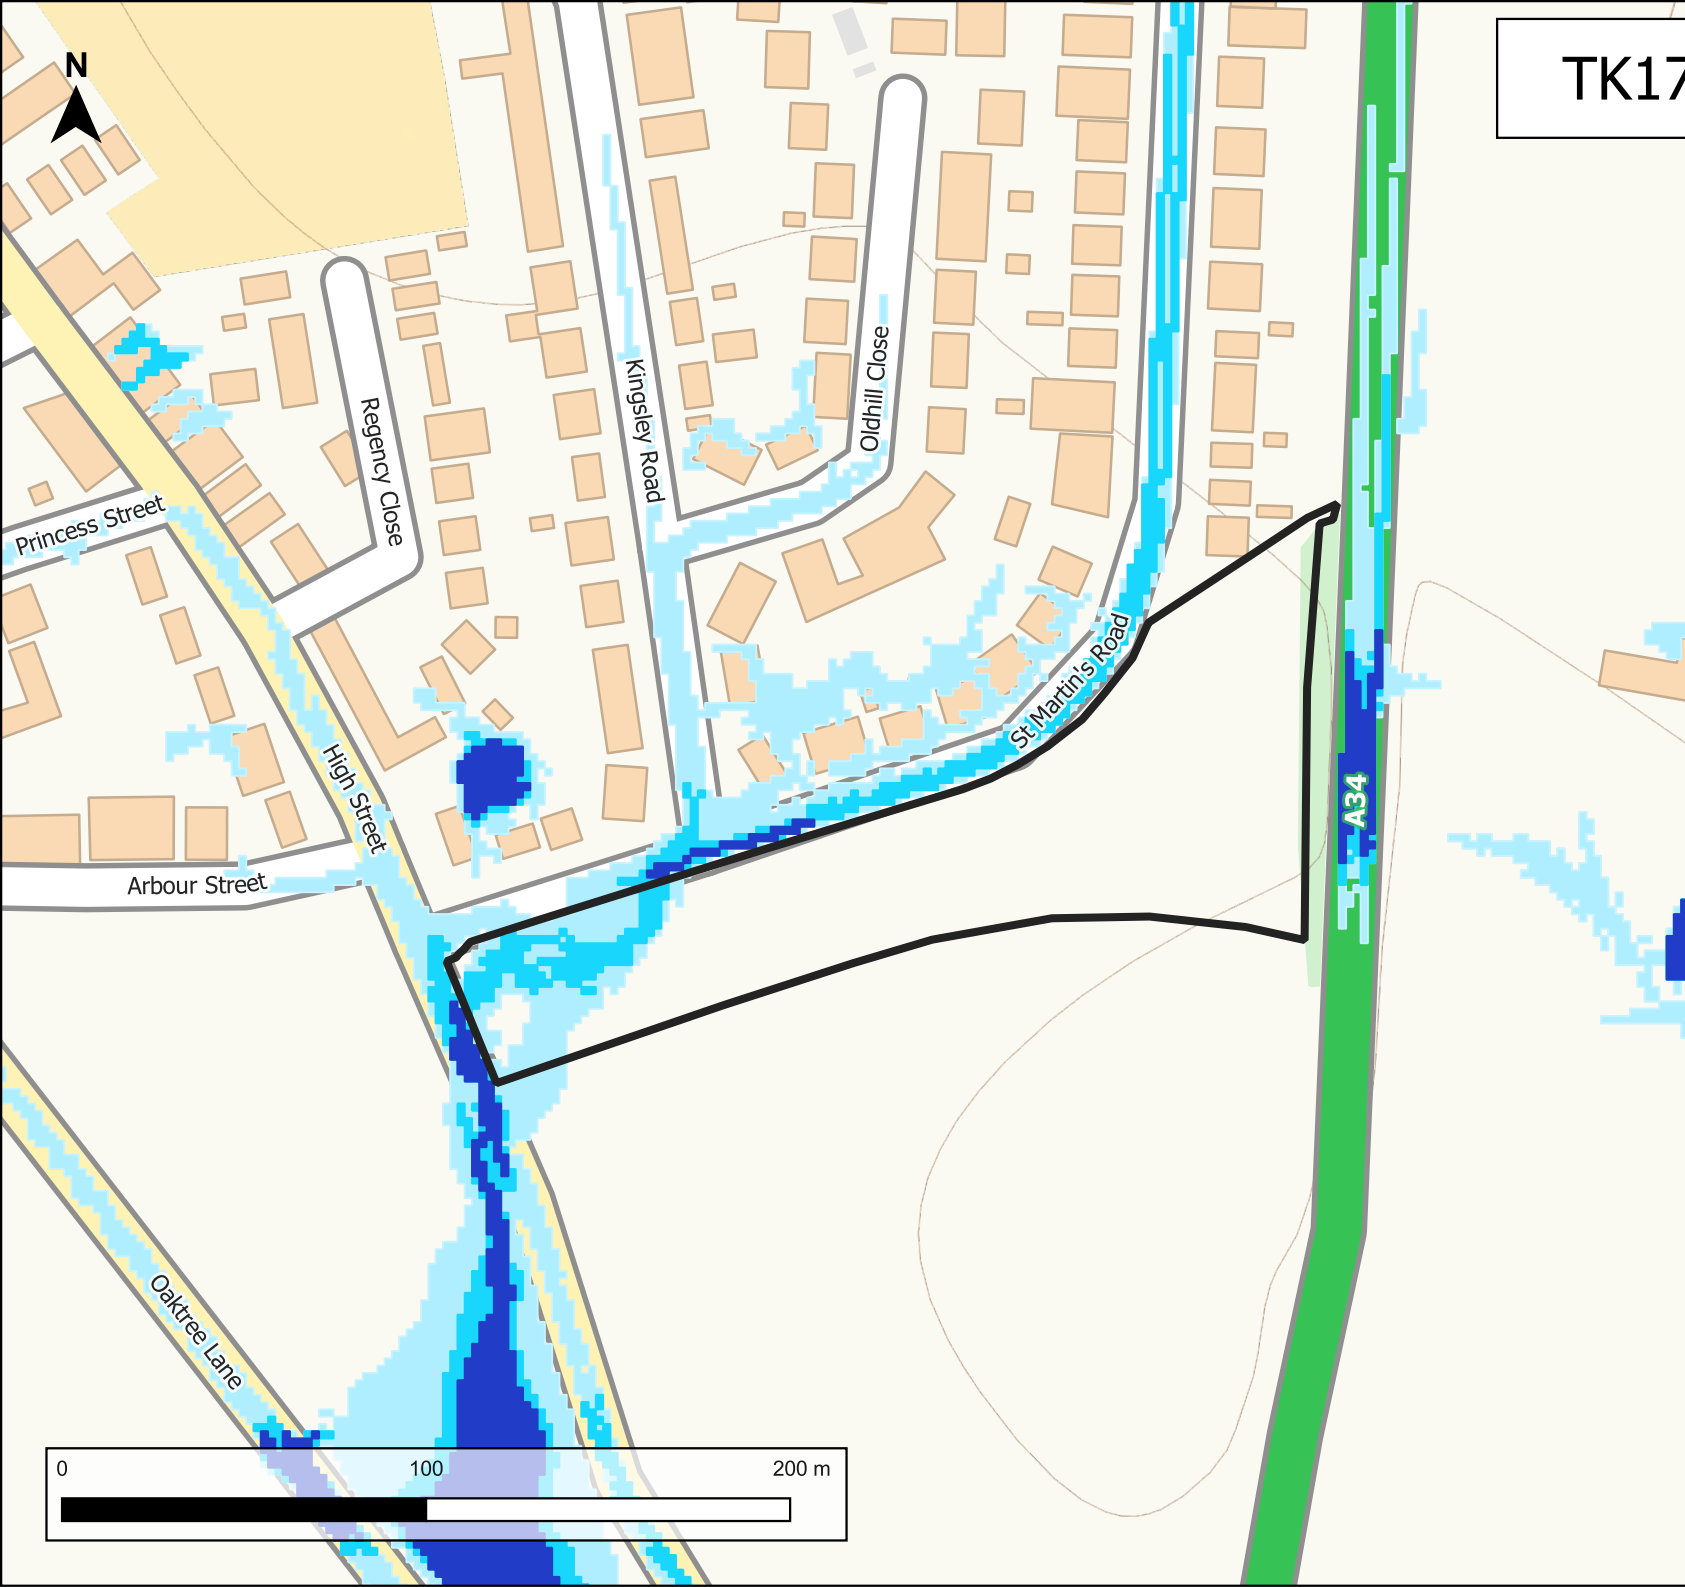 N
TK17
Kingsley Road
Oldhill Close
Regency Close
Princess Street
St Martin's Road
High Street
A34
Arbour Street
Oaktree Lane
0 100 200 m